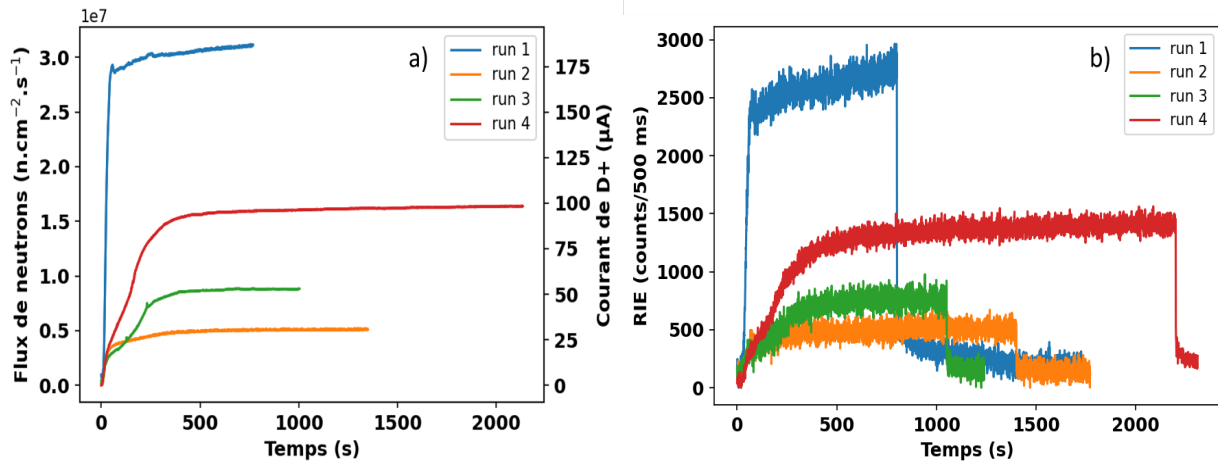 1e7
a)
run 1
run 2
run 3
run 4
Flux de neutrons (n.cm⁻².s⁻¹)
3.0
2.5
2.0
1.5
1.0
0.5
0.0
175
150
125
100
75
50
25
0
Courant de D+ (µA)
0
500
1000
1500
2000
Temps (s)
b)
run 1
run 2
run 3
run 4
RIE (counts/500 ms)
3000
2500
2000
1500
1000
500
0
0
500
1000
1500
2000
Temps (s)